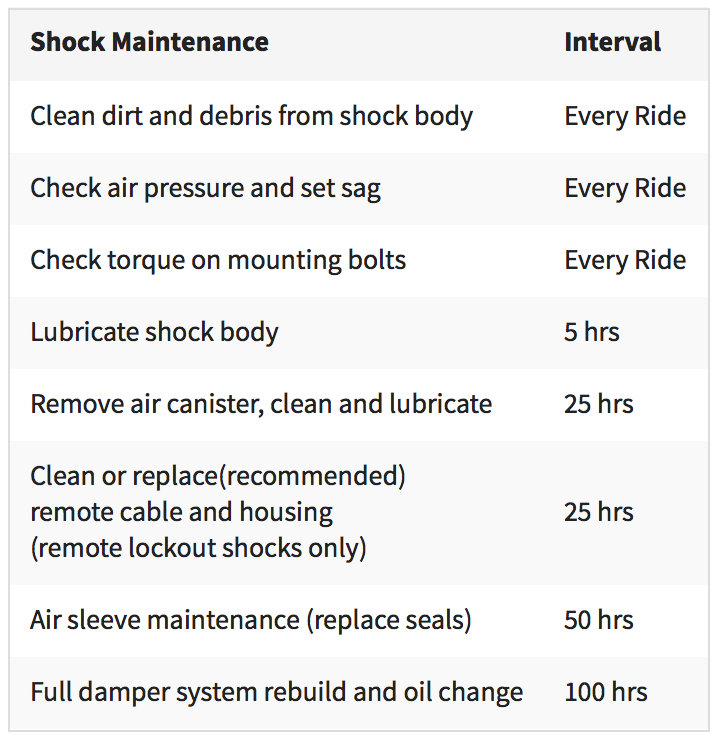 Shock Maintenance Interval
Clean dirt and debris from shock body Every Ride
Check air pressure and set sag Every Ride
Check torque on mounting bolts Every Ride
Lubricate shock body 5 hrs
Remove air canister, clean and lubricate 25 hrs
Clean or replace(recommended)
remote cable and housing 25 hrs
(remote lockout shocks only)
Air sleeve maintenance (replace seals) 50 hrs
Full damper system rebuild and oil change 100 hrs